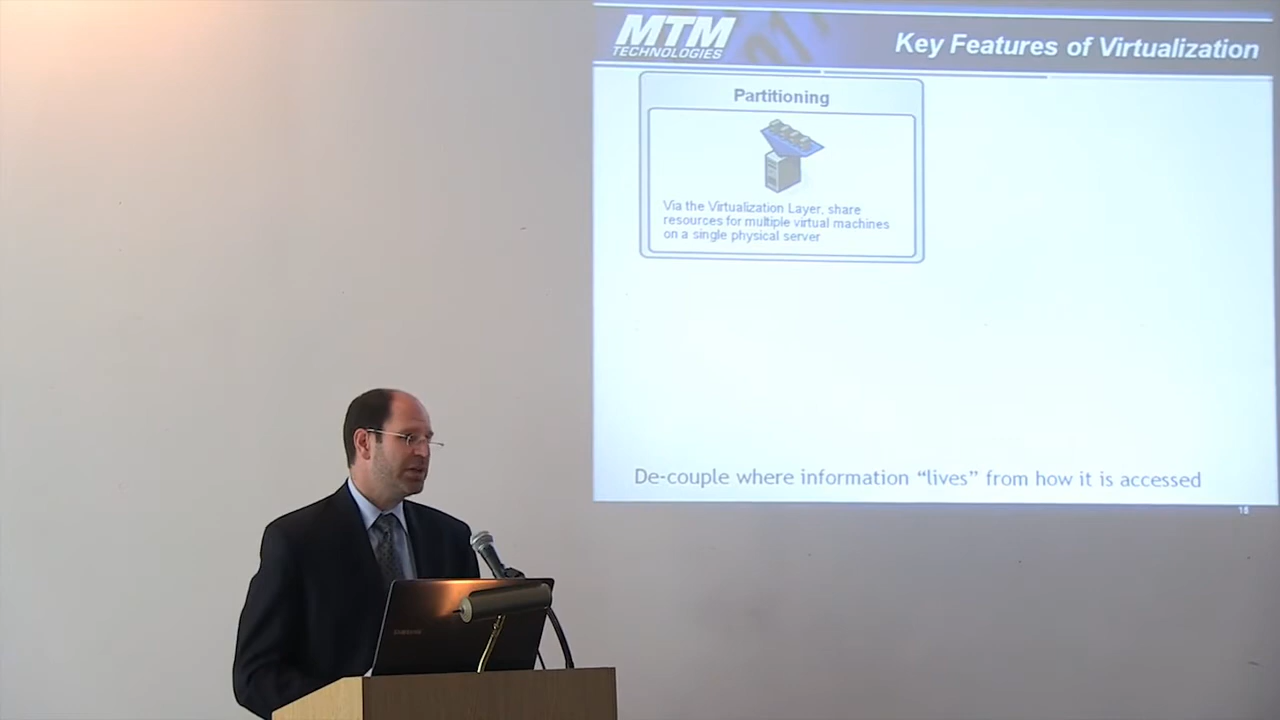 MTM
TECHNOLOGIES
Key Features of Virtualization
Partitioning
Via the Virtualization Layer, share
resources for multiple virtual machines
on a single physical server
De-couple where information “lives” from how it is accessed
SAMSUNG